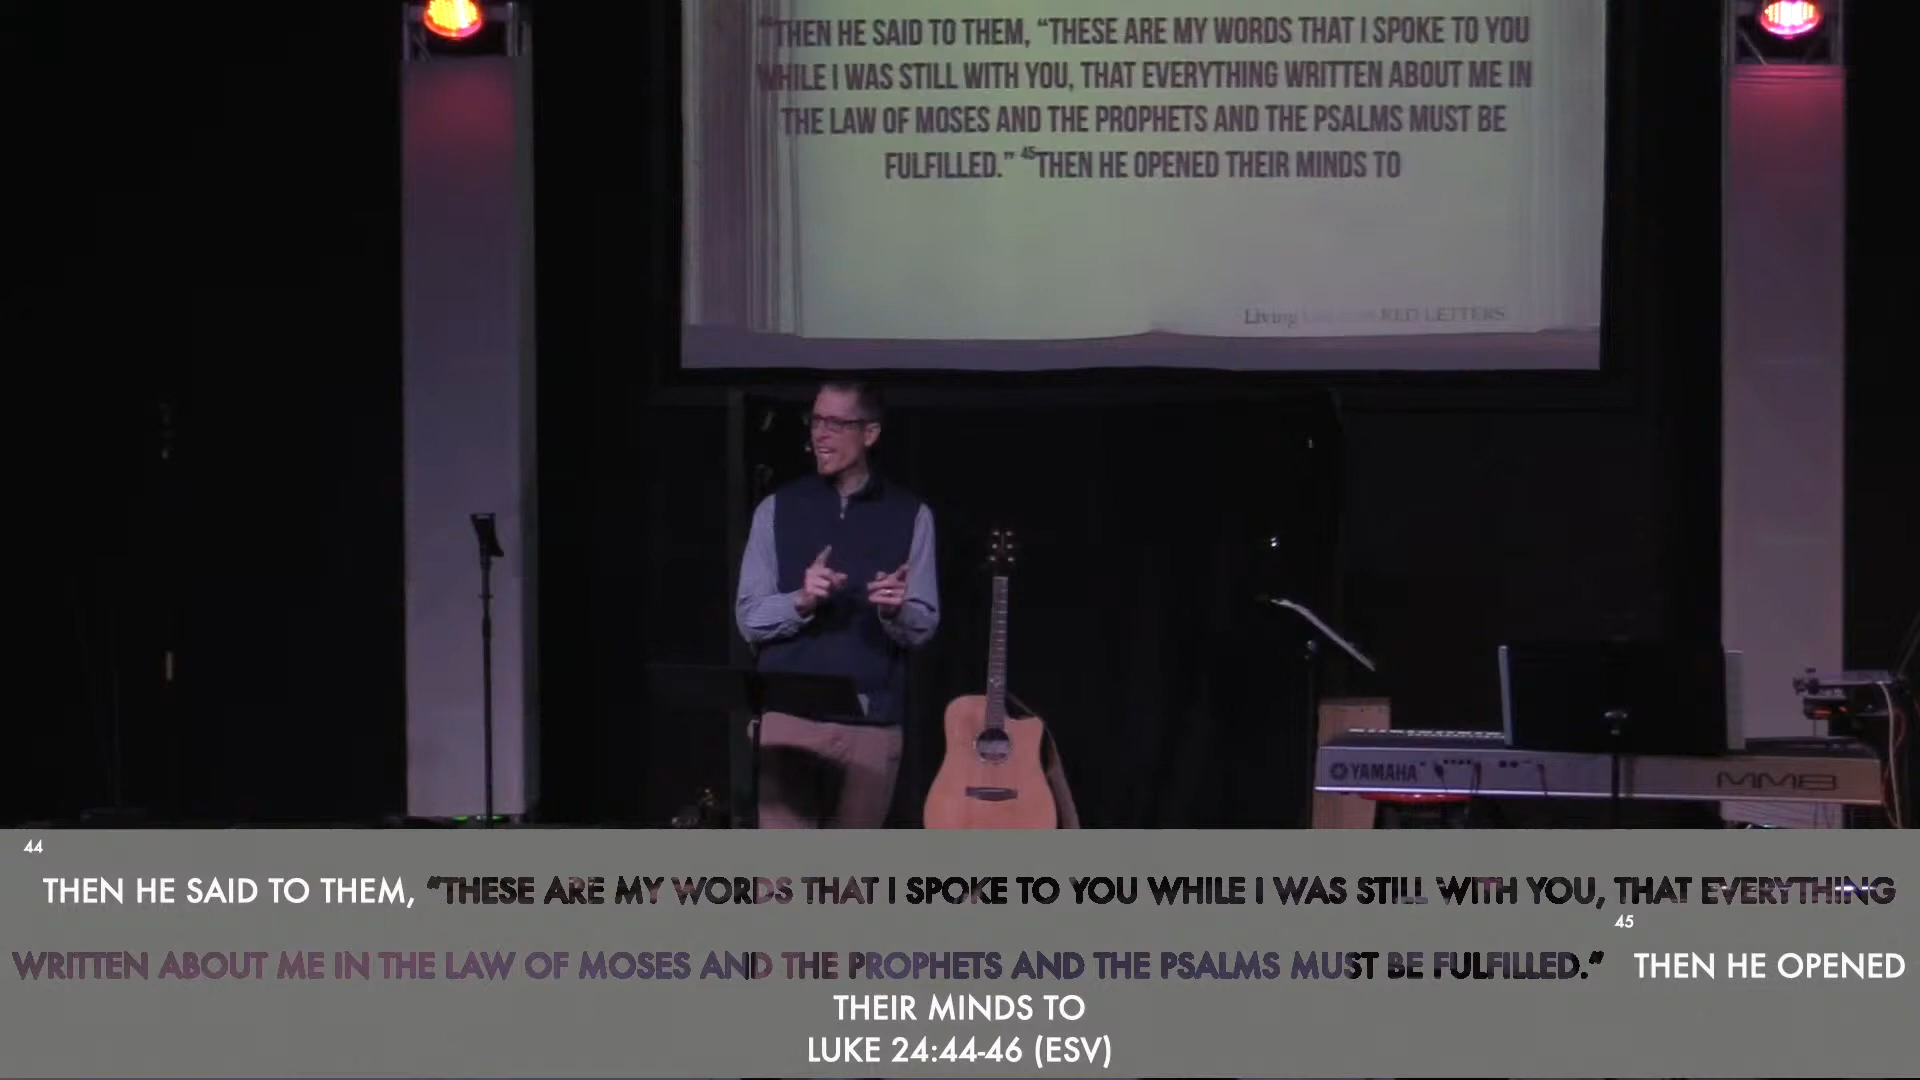 THEN HE SAID TO THEM, “THESE ARE MY WORDS THAT I SPOKE TO YOU
WHILE I WAS STILL WITH YOU, THAT EVERYTHING WRITTEN ABOUT ME IN
THE LAW OF MOSES AND THE PROPHETS AND THE PSALMS MUST BE
FULFILLED.” 45THEN HE OPENED THEIR MINDS TO
Living RED LETTERS
YAMAHA MM8
44
THEN HE SAID TO THEM, “THESE ARE MY WORDS THAT I SPOKE TO YOU WHILE I WAS STILL WITH YOU, THAT EVERYTHING
45
WRITTEN ABOUT ME IN THE LAW OF MOSES AND THE PROPHETS AND THE PSALMS MUST BE FULFILLED.” THEN HE OPENED
THEIR MINDS TO
LUKE 24:44-46 (ESV)